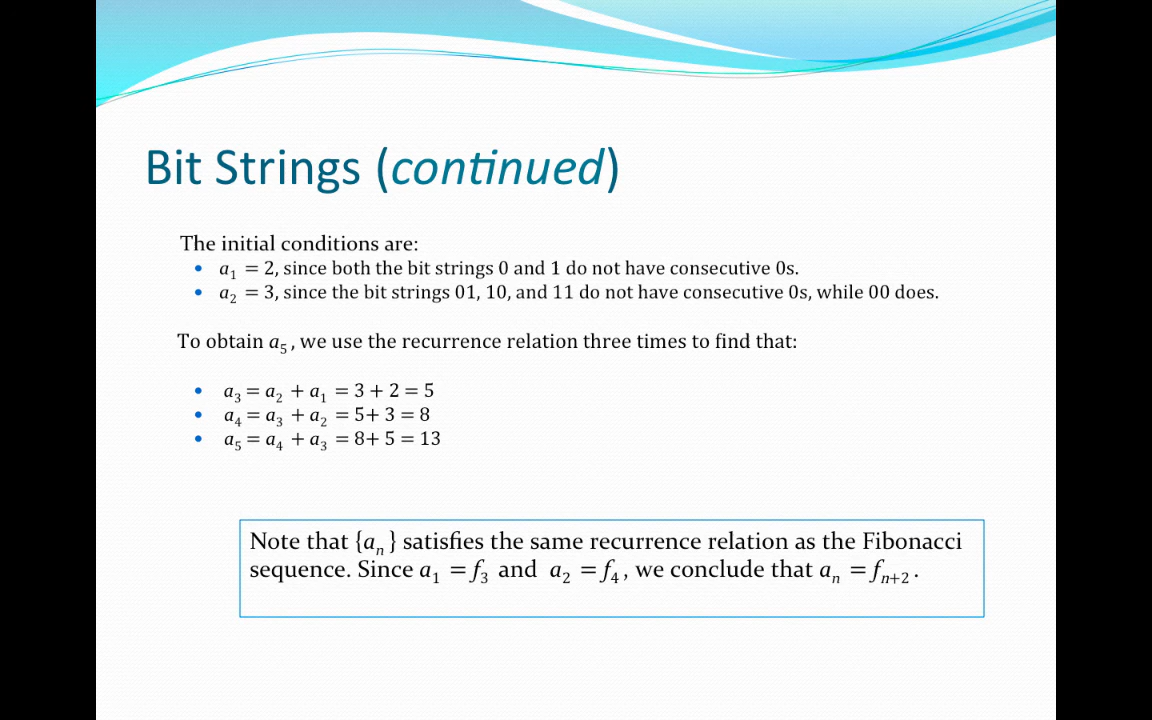 Bit Strings (continued)
The initial conditions are:
• a₁ = 2, since both the bit strings 0 and 1 do not have consecutive 0s.
• a₂ = 3, since the bit strings 01, 10, and 11 do not have consecutive 0s, while 00 does.
To obtain a₅ , we use the recurrence relation three times to find that:
• a₃ = a₂ + a₁ = 3 + 2 = 5
• a₄ = a₃ + a₂ = 5+ 3 = 8
• a₅ = a₄ + a₃ = 8+ 5 = 13
Note that {aₙ } satisfies the same recurrence relation as the Fibonacci
sequence. Since a₁ = f₃ and a₂ = f₄ , we conclude that aₙ = fₙ₊₂ .